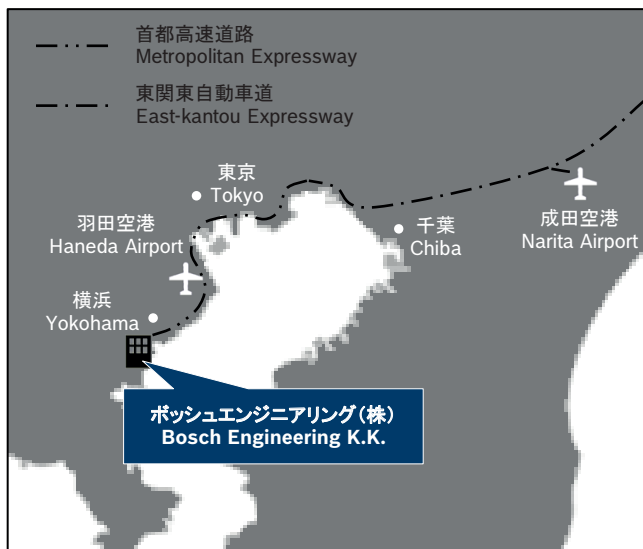 首都高速道路
Metropolitan Expressway
東関東自動車道
East-kantou Expressway
東京
Tokyo
羽田空港
Haneda Airport
千葉
Chiba
成田空港
Narita Airport
横浜
Yokohama
ボッシュエンジニアリング(株)
Bosch Engineering K.K.